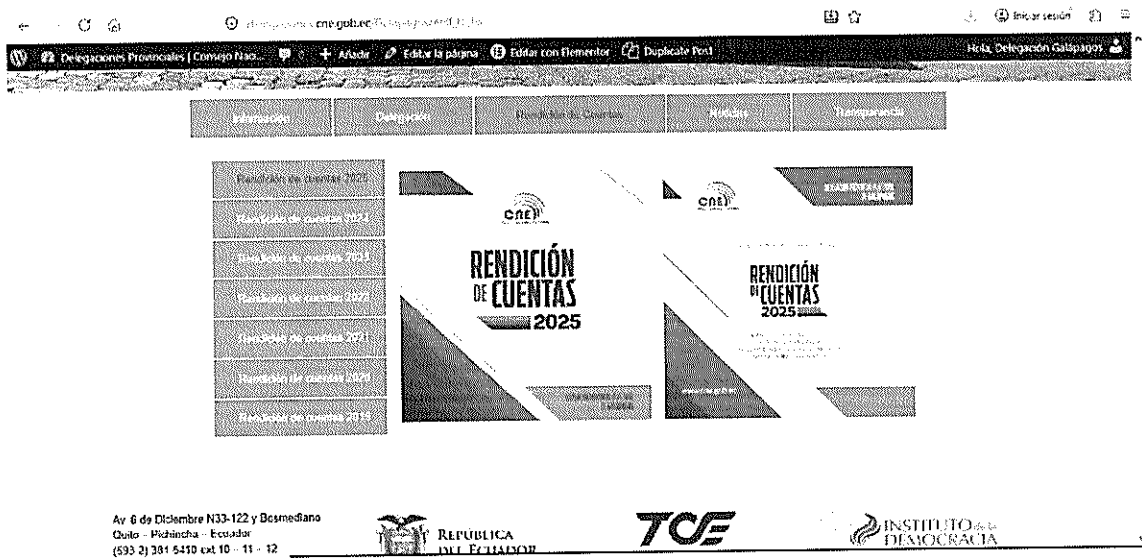 cne.gob.ec
Iniciar sesión
Delegaciones Provinciales | Consejo Nac...
Añadir
Editar la página
Editar con Elementor
Duplicate Post
Hola, Delegación Galápagos
Información
Delegación
Rendición de Cuentas
Noticias
Transparencia
Rendición de cuentas 2025
Rendición de cuentas 2024
Rendición de cuentas 2023
Rendición de cuentas 2022
Rendición de cuentas 2021
Rendición de cuentas 2020
Rendición de cuentas 2019
cne
RENDICIÓN
DE CUENTAS
2025
cne
RENDICIÓN
DE CUENTAS
2025
Av. 6 de Diciembre N33-122 y Bosmediano
Quito - Pichincha - Ecuador
(593 2) 381 5410 ext 10 - 11 - 12
REPÚBLICA
DEL ECUADOR
TCE
INSTITUTO de la
DEMOCRACIA